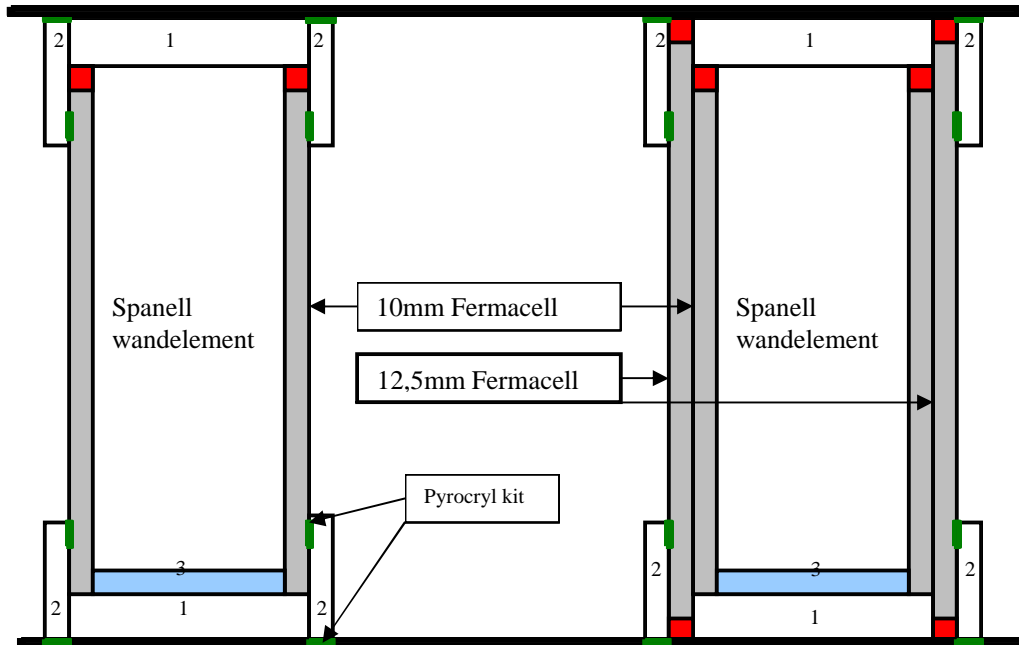 2 1 2 2 1 2
Spanell
wandelement
10mm Fermacell
Spanell
wandelement
12,5mm Fermacell
Pyrocryl kit
3 3
2 1 2 2 1 2